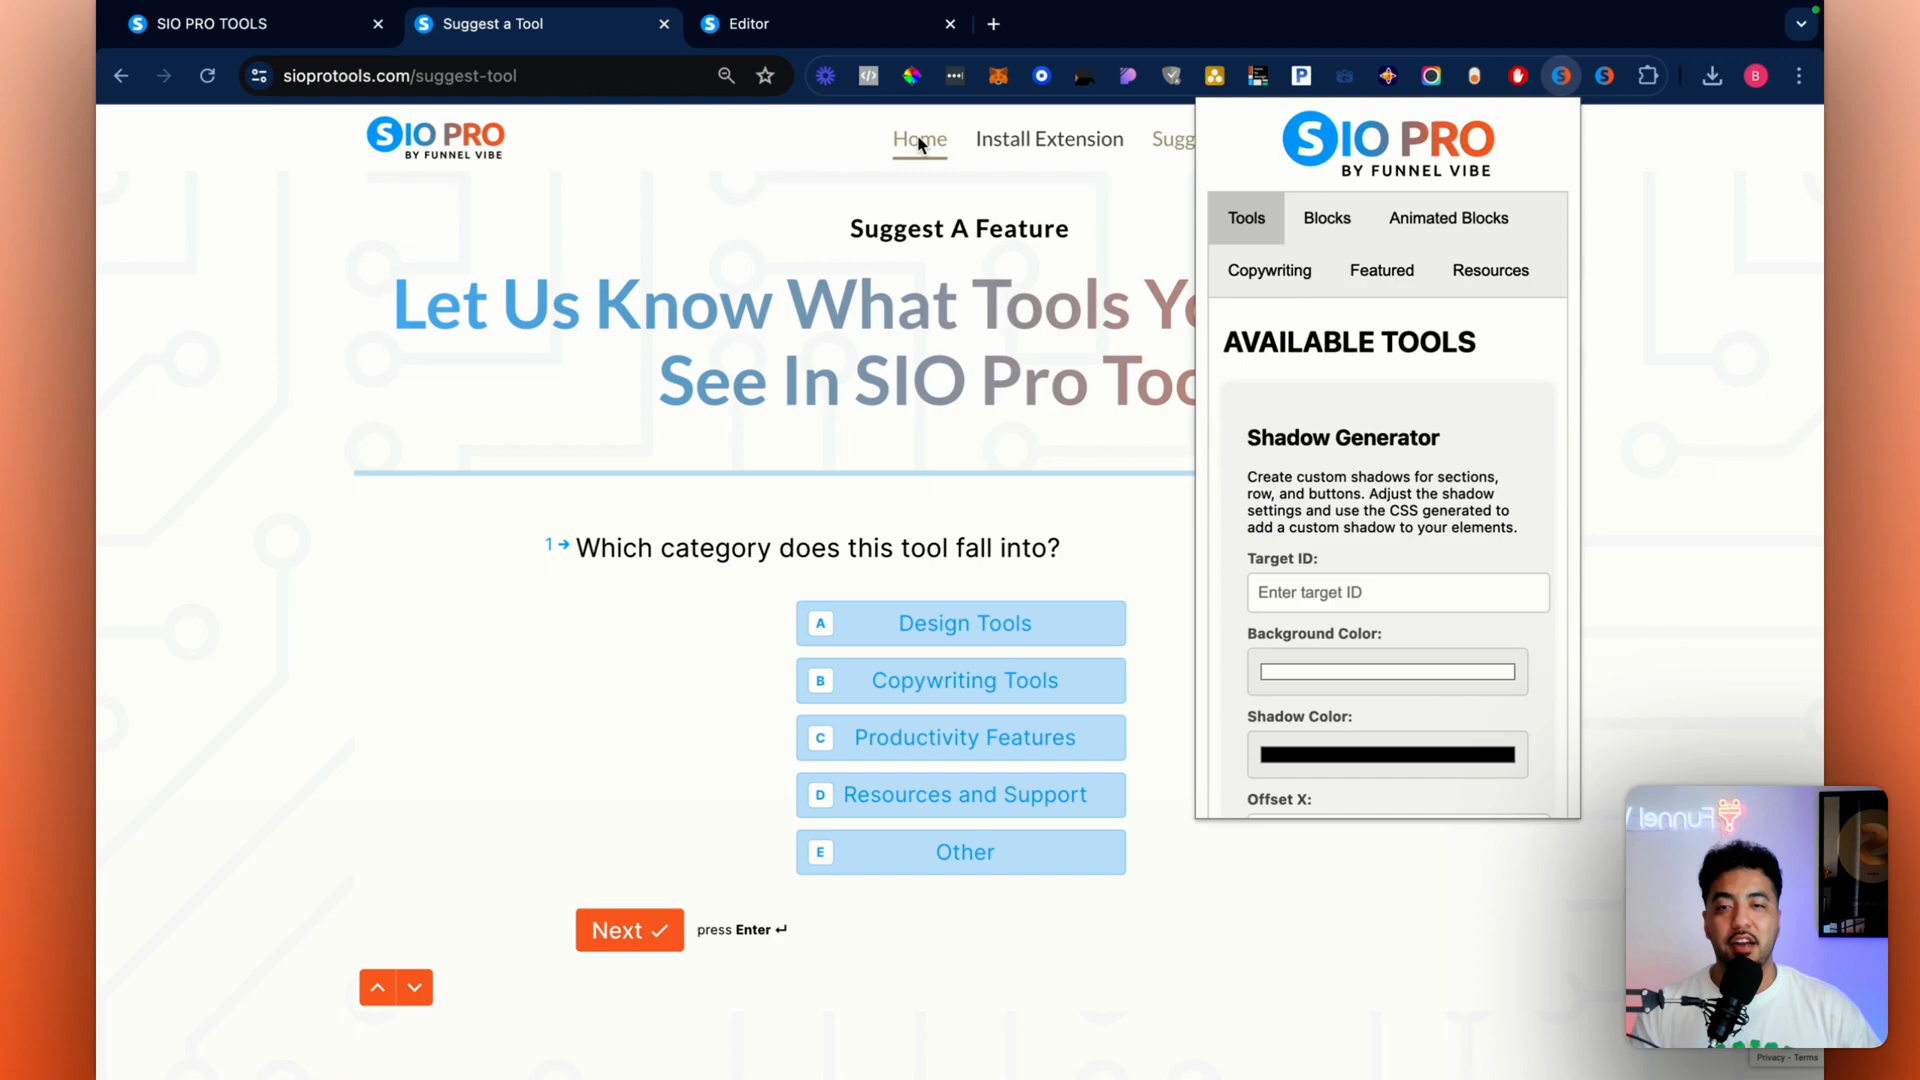 SIO PRO TOOLS
Suggest a Tool
Editor
sioprotools.com/suggest-tool
B
SIO PRO
BY FUNNEL VIBE
Home
Install Extension
Sugg
Suggest A Feature
Let Us Know What Tools Yo
See In SIO Pro Too
1 → Which category does this tool fall into?
A Design Tools
B Copywriting Tools
C Productivity Features
D Resources and Support
E Other
Next ✓ press Enter ↵
SIO PRO
BY FUNNEL VIBE
Tools Blocks Animated Blocks
Copywriting Featured Resources
AVAILABLE TOOLS
Shadow Generator
Create custom shadows for sections,
row, and buttons. Adjust the shadow
settings and use the CSS generated to
add a custom shadow to your elements.
Target ID:
Enter target ID
Background Color:
Shadow Color:
Offset X:
Funnel V
Privacy - Terms